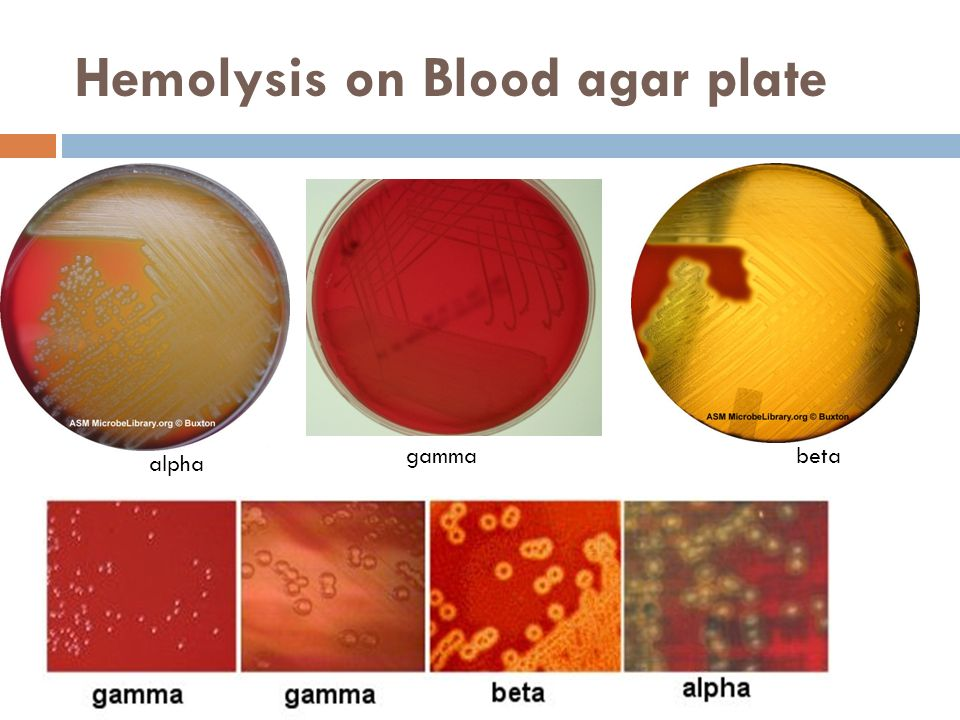 Hemolysis on Blood agar plate
ASM MicrobeLibrary.org © Buxton
ASM MicrobeLibrary.org © Buxton
alpha
gamma
beta
gamma
gamma
beta
alpha